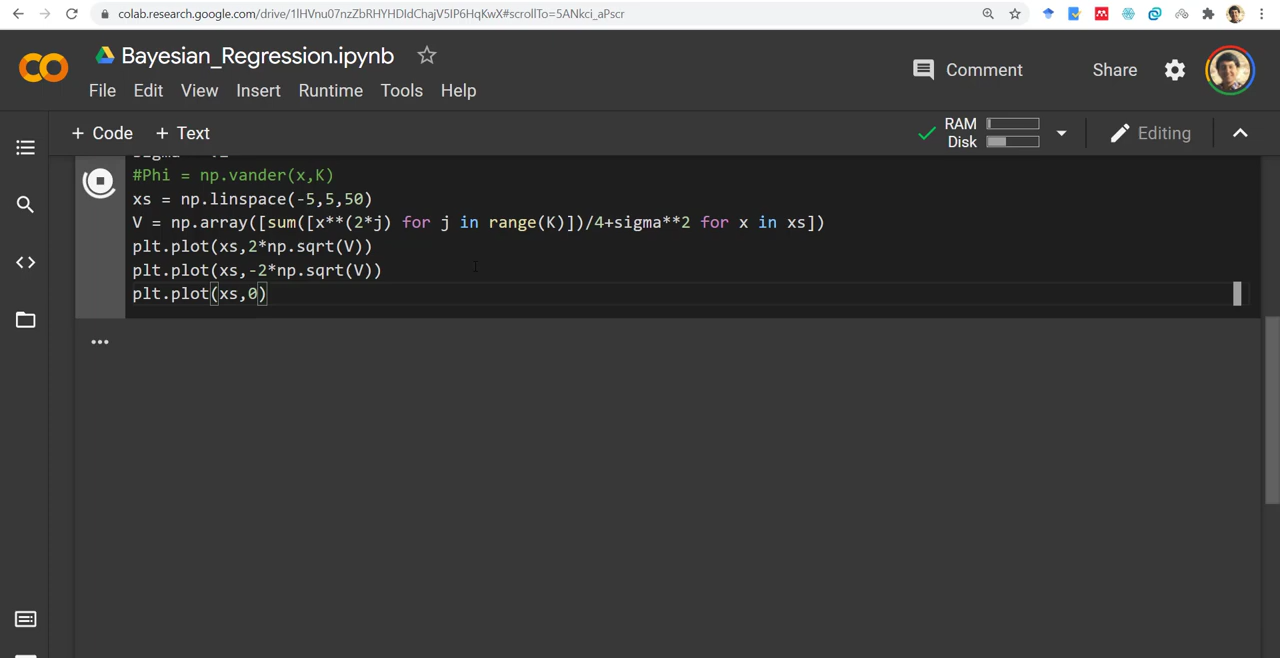 colab.research.google.com/drive/1lHVnu07nzZbRHYHDIdChajV5IP6HqKwX#scrollTo=5ANkci_aPscr
CO
Bayesian_Regression.ipynb
Comment
Share
File Edit View Insert Runtime Tools Help
+ Code + Text
RAM
Disk
Editing
#Phi = np.vander(x,K)
xs = np.linspace(-5,5,50)
V = np.array([sum([x**(2*j) for j in range(K)])/4+sigma**2 for x in xs])
plt.plot(xs,2*np.sqrt(V))
plt.plot(xs,-2*np.sqrt(V))
plt.plot(xs,0)